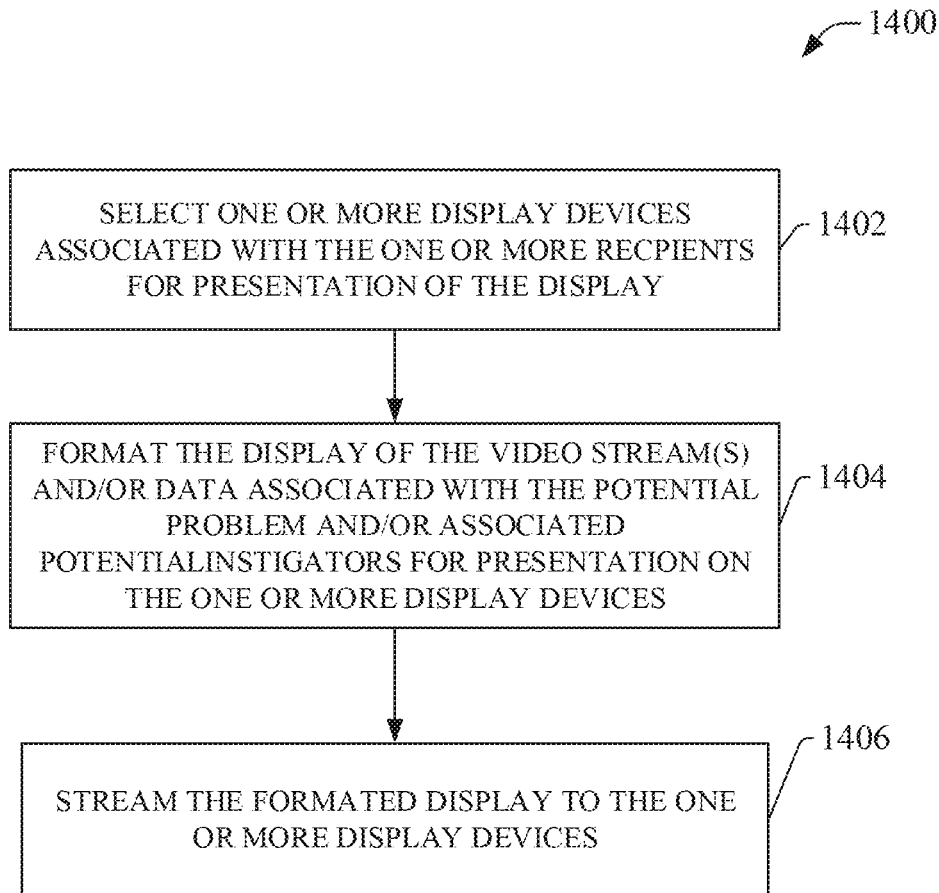 1400
SELECT ONE OR MORE DISPLAY DEVICES
ASSOCIATED WITH THE ONE OR MORE RECPIENTS
FOR PRESENTATION OF THE DISPLAY
1402
FORMAT THE DISPLAY OF THE VIDEO STREAM(S)
AND/OR DATA ASSOCIATED WITH THE POTENTIAL
PROBLEM AND/OR ASSOCIATED
POTENTIALINSTIGATORS FOR PRESENTATION ON
THE ONE OR MORE DISPLAY DEVICES
1404
STREAM THE FORMATED DISPLAY TO THE ONE
OR MORE DISPLAY DEVICES
1406